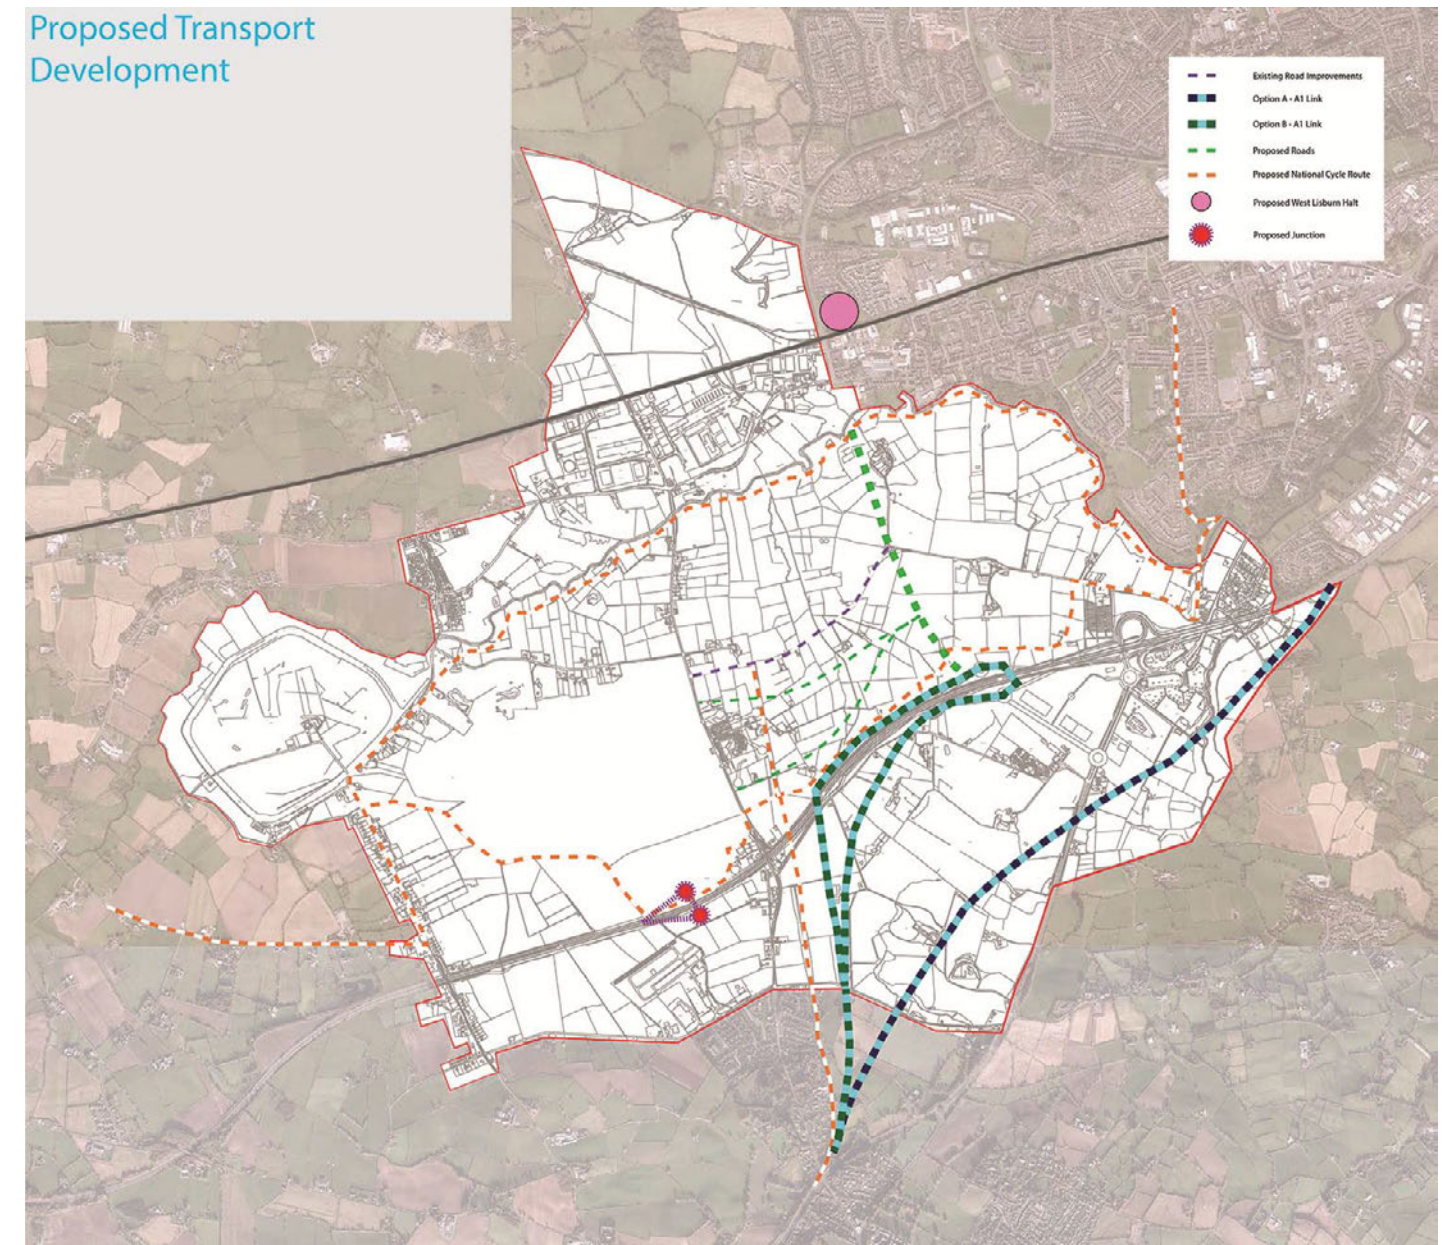 Proposed Transport
Development
Existing Road Improvements
Option A - A1 Link
Option B - A1 Link
Proposed Roads
Proposed National Cycle Route
Proposed West Lisburn Halt
Proposed Junction